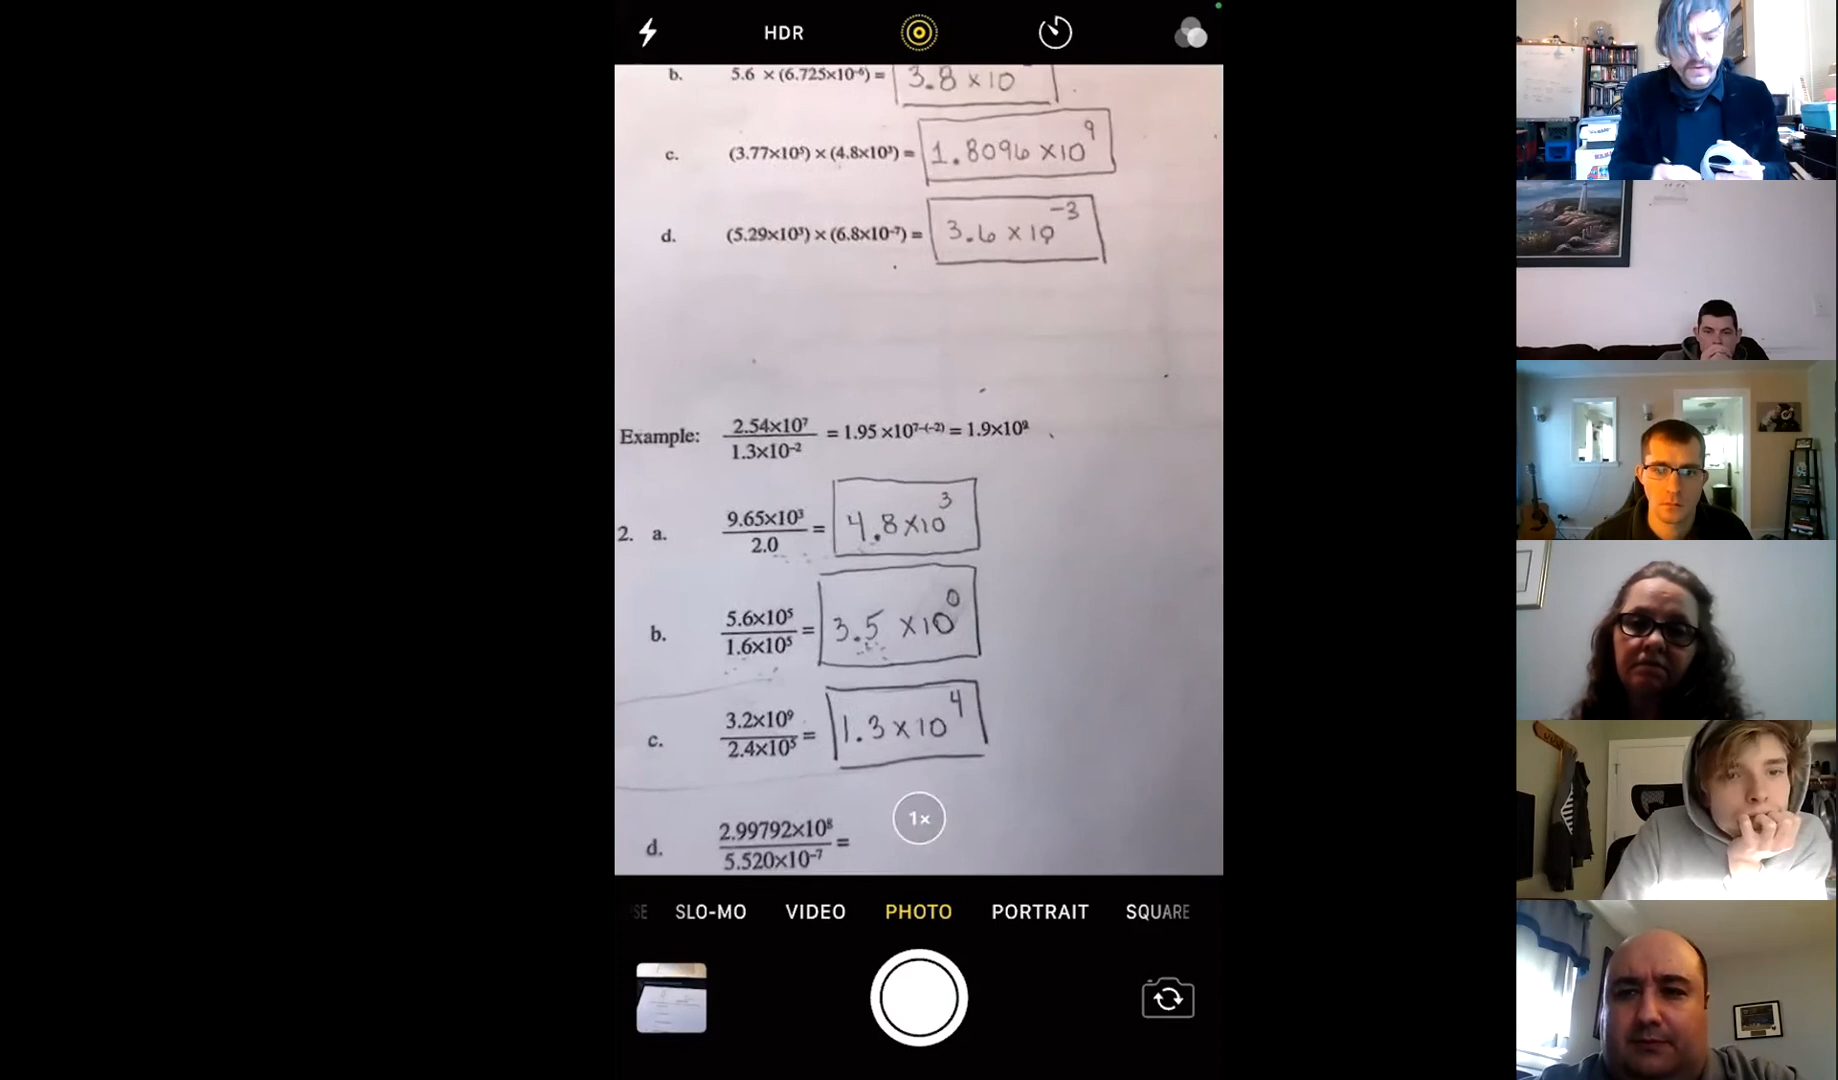 HDR
b. 5.6 × (6.725×10⁻⁶) = 3.8 × 10
c. (3.77×10⁵) × (4.8×10³) = 1.8096 ×10⁹
d. (5.29×10³) × (6.8×10⁻⁷) = 3.6 × 10⁻³
Example: 2.54×10⁷ / 1.3×10⁻² = 1.95 ×10⁷⁻⁽⁻²⁾ = 1.9×10⁹
2. a. 9.65×10³ / 2.0 = 4.8 ×10³
b. 5.6×10⁵ / 1.6×10⁵ = 3.5 ×10⁰
c. 3.2×10⁹ / 2.4×10⁵ = 1.3 × 10⁴
d. 2.99792×10⁸ / 5.520×10⁻⁷ =
1×
SE SLO-MO VIDEO PHOTO PORTRAIT SQUARE